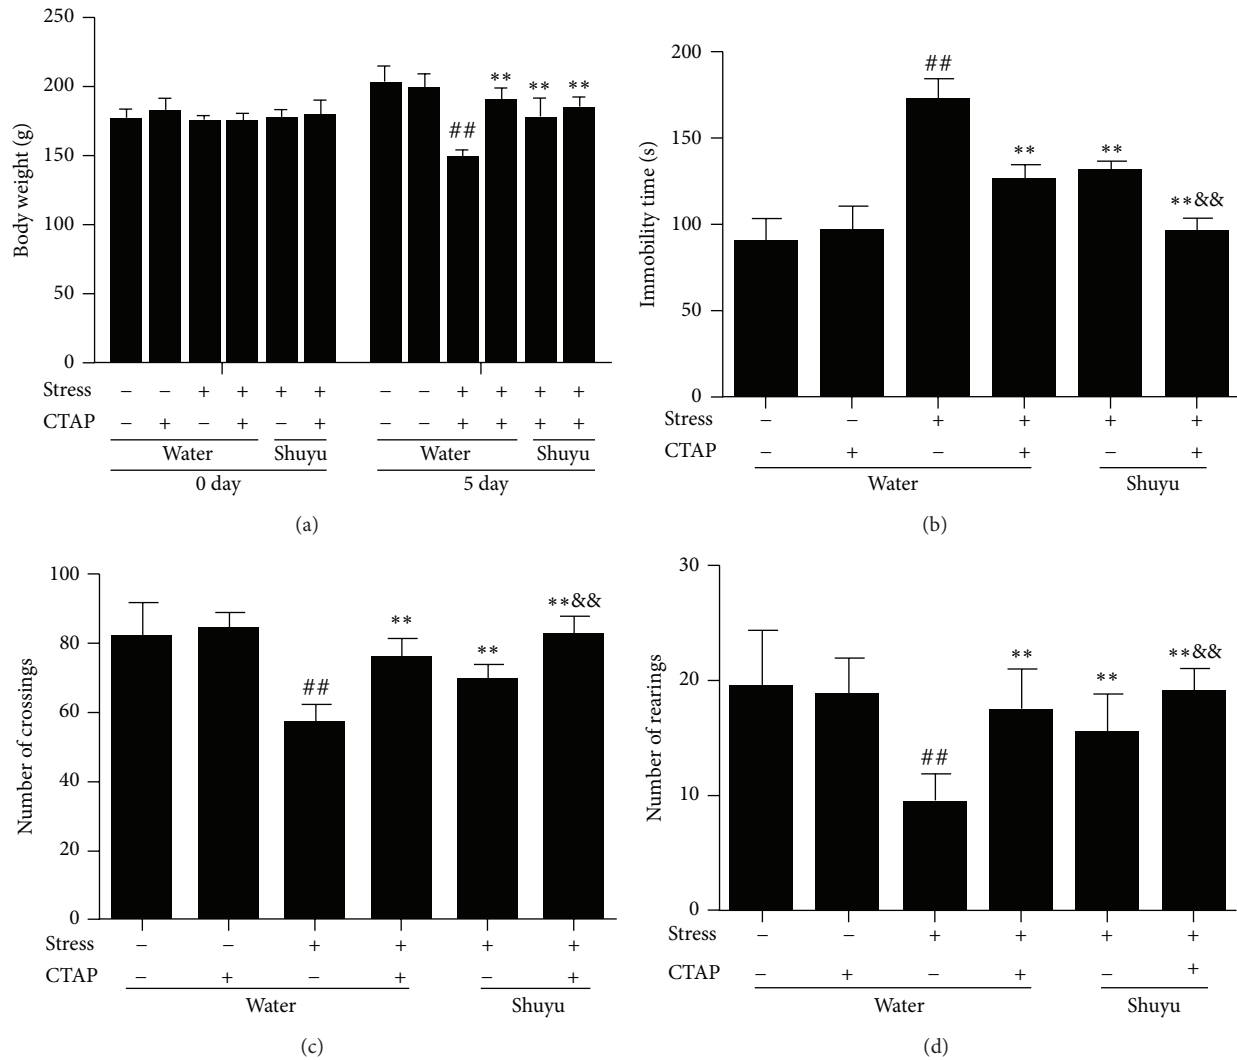 250
200
150
100
50
0
Body weight (g)
##
** ** **
Stress − − + + + + − − + + + +
CTAP − + − + − + − − + + + +
Water Shuyu Water Shuyu
0 day 5 day
(a)
200
150
100
50
0
Immobility time (s)
##
** ** **&&
Stress − − + + + +
CTAP − + − + − +
Water Shuyu
(b)
100
80
60
40
20
0
Number of crossings
##
** ** **&&
Stress − − + + + +
CTAP − + − + − +
Water Shuyu
(c)
30
20
10
0
Number of rearings
##
** ** **&&
Stress − − + + + +
CTAP − + − + − +
Water Shuyu
(d)